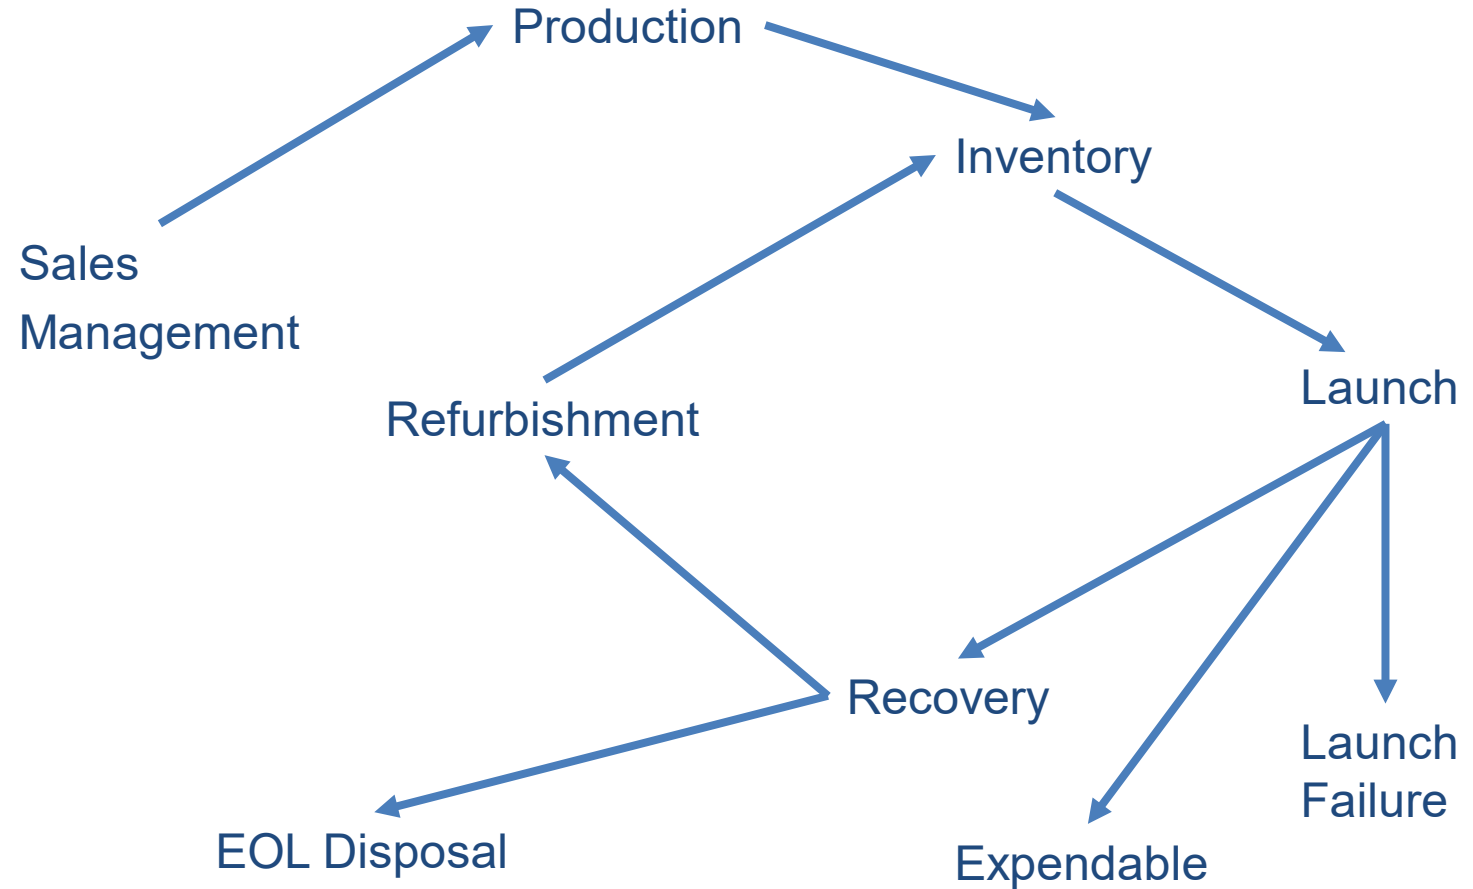 Production
Inventory
Sales
Management
Launch
Refurbishment
Recovery
Launch
Failure
EOL Disposal
Expendable